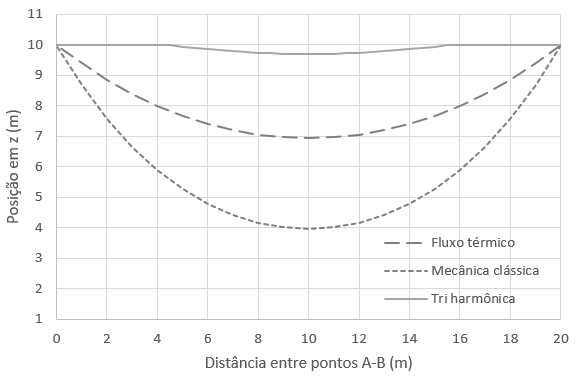 11
10
9
8
7
6
5
4
3
2
1
Posição em z (m)
Fluxo térmico
Mecânica clássica
Tri harmônica
0 2 4 6 8 10 12 14 16 18 20
Distância entre pontos A-B (m)